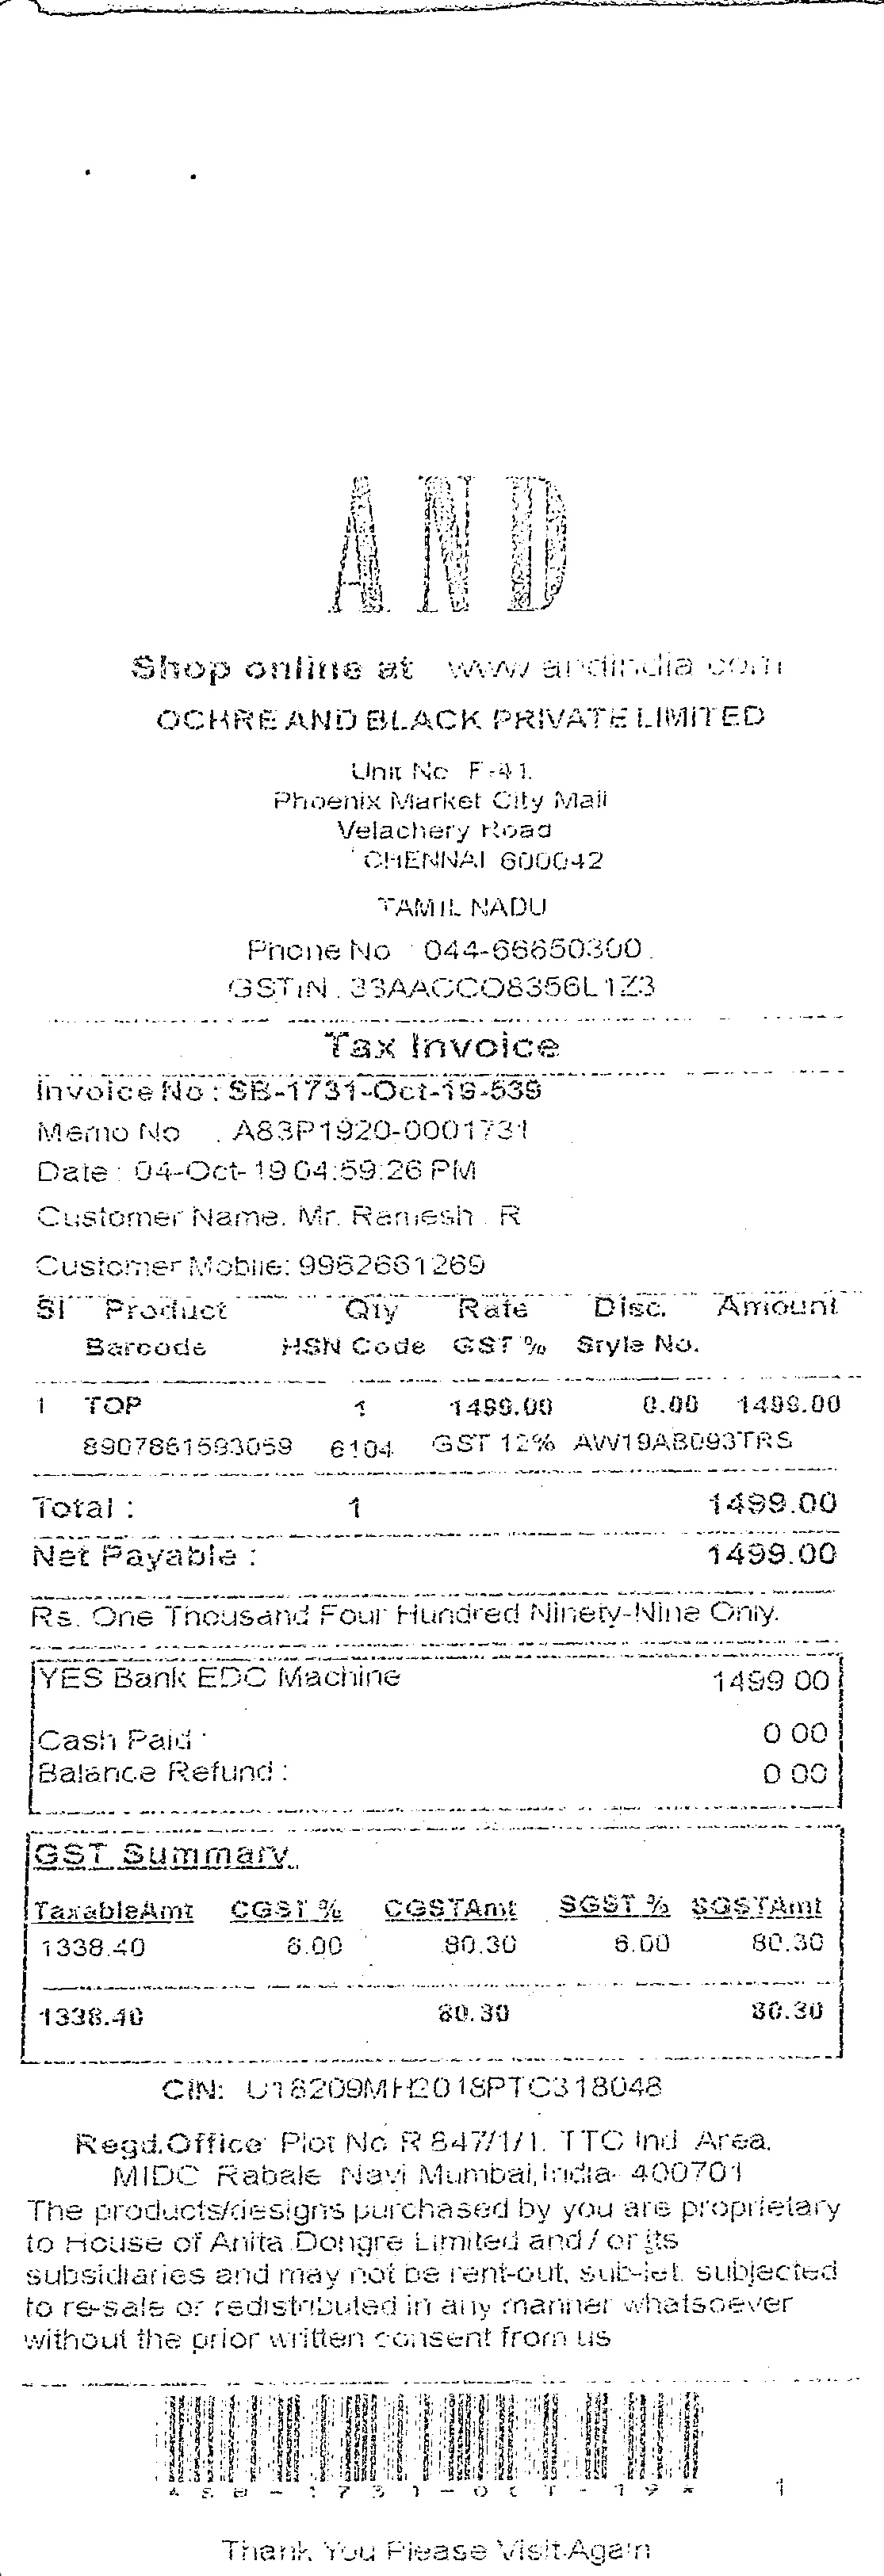 AND
Shop online at www.andindia.com
OCHRE AND BLACK PRIVATE LIMITED
Unit No F-41.
Phoenix Market City Mall
Velachery Road
CHENNAI 600042
TAMIL NADU
Phone No : 044-66650300.
GSTIN : 33AACCO8356L1Z3
Tax Invoice
Invoice No : SB-1731-Oct-19-539
Memo No : A83P1920-0001731
Date : 04-Oct-19 04:59:26 PM
Customer Name. Mr. Ramesh . R
Customer Mobile: 9962661269
Sl Product Qty Rate Disc. Amount
Barcode HSN Code GST % Style No.
1 TOP 1 1499.00 0.00 1499.00
8907861593059 6104 GST 12% AW19AB093TRS
Total : 1 1499.00
Net Payable : 1499.00
Rs. One Thousand Four Hundred Ninety-Nine Only.
YES Bank EDC Machine 1499.00
Cash Paid : 0.00
Balance Refund : 0.00
GST Summary
TaxableAmt CGST % CGSTAmt SGST % SGSTAmt
1338.40 6.00 80.30 6.00 80.30
1338.40 80.30 80.30
CIN: U18209MH2018PTC318048
Regd.Office: Plot No R 847/1/1. TTC Ind Area.
MIDC Rabale Navi Mumbai,India- 400701
The products/designs purchased by you are proprietary
to House of Anita Dongre Limited and / or its
subsidiaries and may not be rent-out, sub-let, subjected
to re-sale or redistributed in any manner whatsoever
without the prior written consent from us
*SB-1731-OCT-19* 1
Thank You Please Visit Again